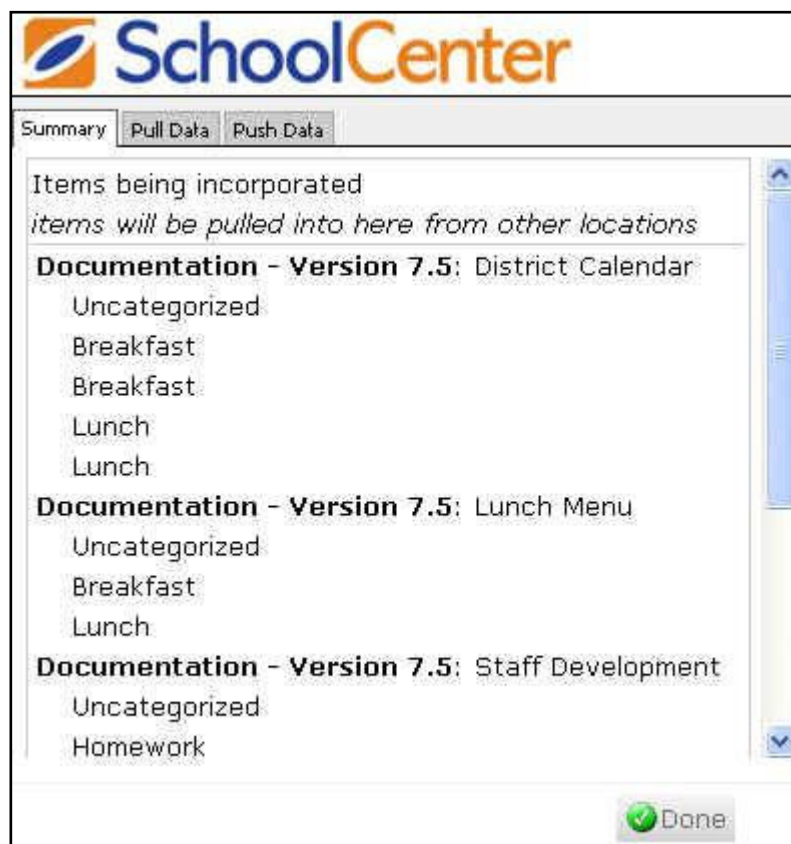 SchoolCenter
Summary Pull Data Push Data
Items being incorporated
items will be pulled into here from other locations
Documentation - Version 7.5: District Calendar
Uncategorized
Breakfast
Breakfast
Lunch
Lunch
Documentation - Version 7.5: Lunch Menu
Uncategorized
Breakfast
Lunch
Documentation - Version 7.5: Staff Development
Uncategorized
Homework
Done